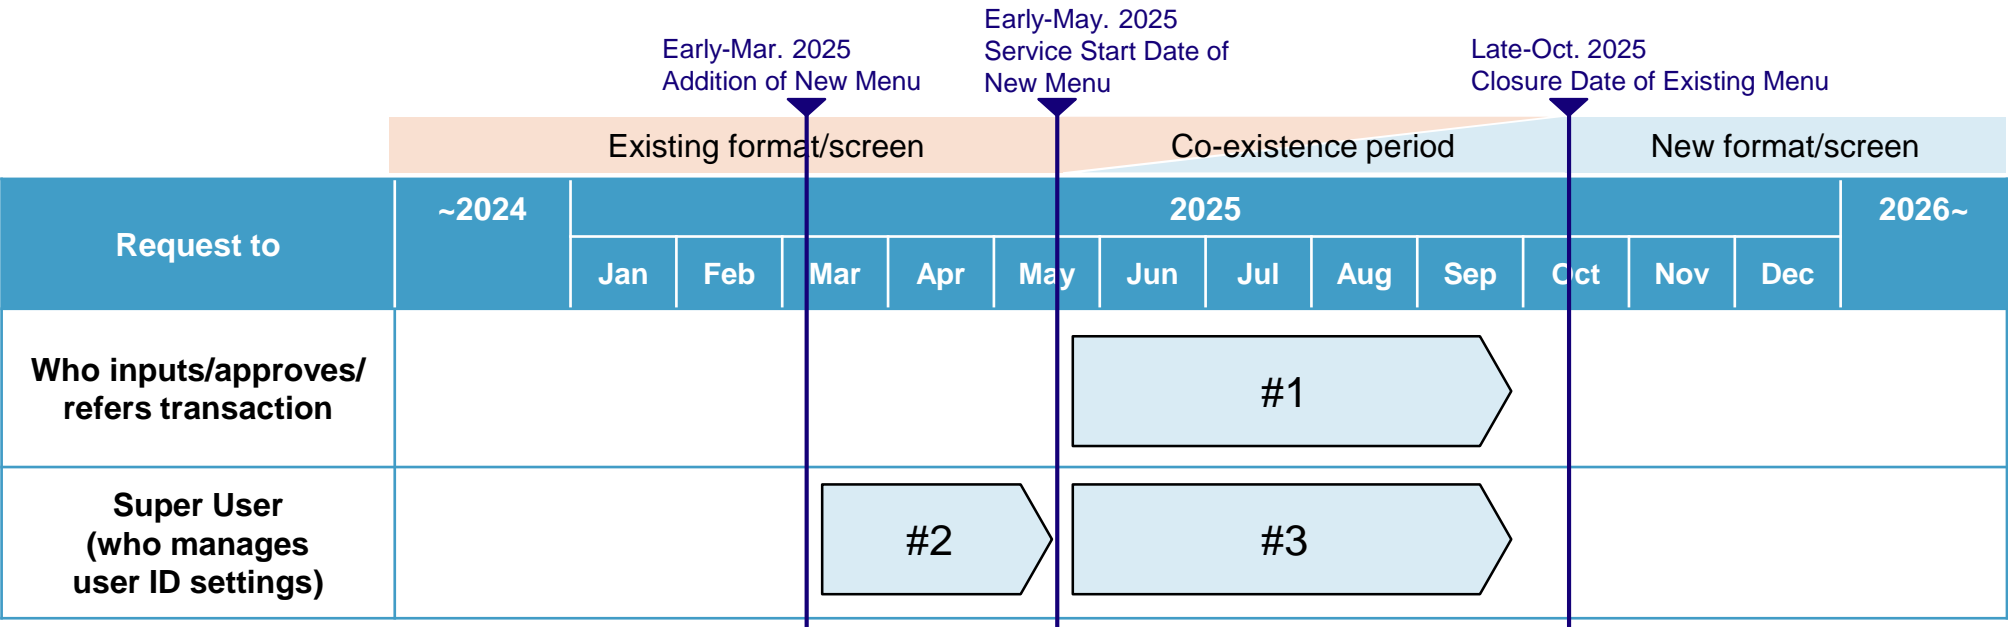 Early-Mar. 2025
Addition of New Menu
Early-May. 2025
Service Start Date of
New Menu
Late-Oct. 2025
Closure Date of Existing Menu
Existing format/screen
Co-existence period
New format/screen
Request to
~2024
2025
2026~
Jan
Feb
Mar
Apr
May
Jun
Jul
Aug
Sep
Oct
Nov
Dec
Who inputs/approves/
refers transaction
#1
Super User
(who manages
user ID settings)
#2
#3